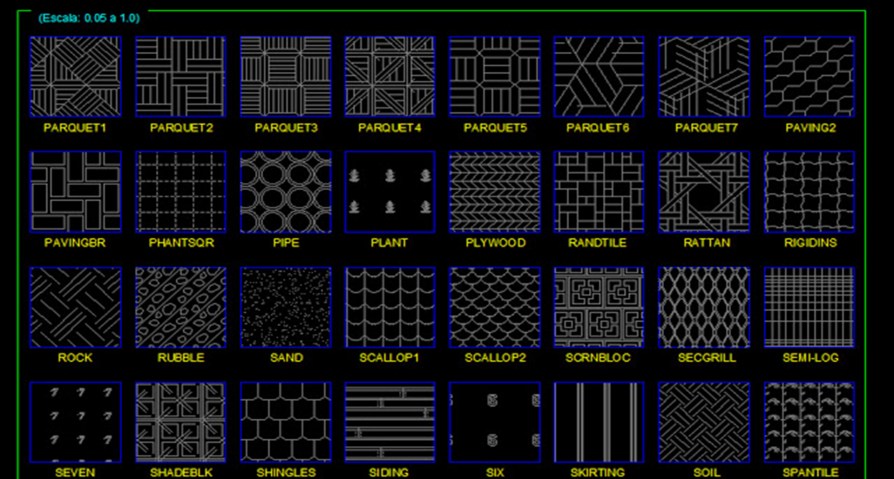 (Escala: 0.05 a 1.0)
PARQUET1 PARQUET2 PARQUET3 PARQUET4 PARQUET5 PARQUET6 PARQUET7 PAVING2
PAVINGBR PHANTSQR PIPE PLANT PLYWOOD RANDTILE RATTAN RIGIDINS
ROCK RUBBLE SAND SCALLOP1 SCALLOP2 SCRNBLOC SECGRILL SEMI-LOG
SEVEN SHADEBLK SHINGLES SIDING SIX SKIRTING SOIL SPANTILE